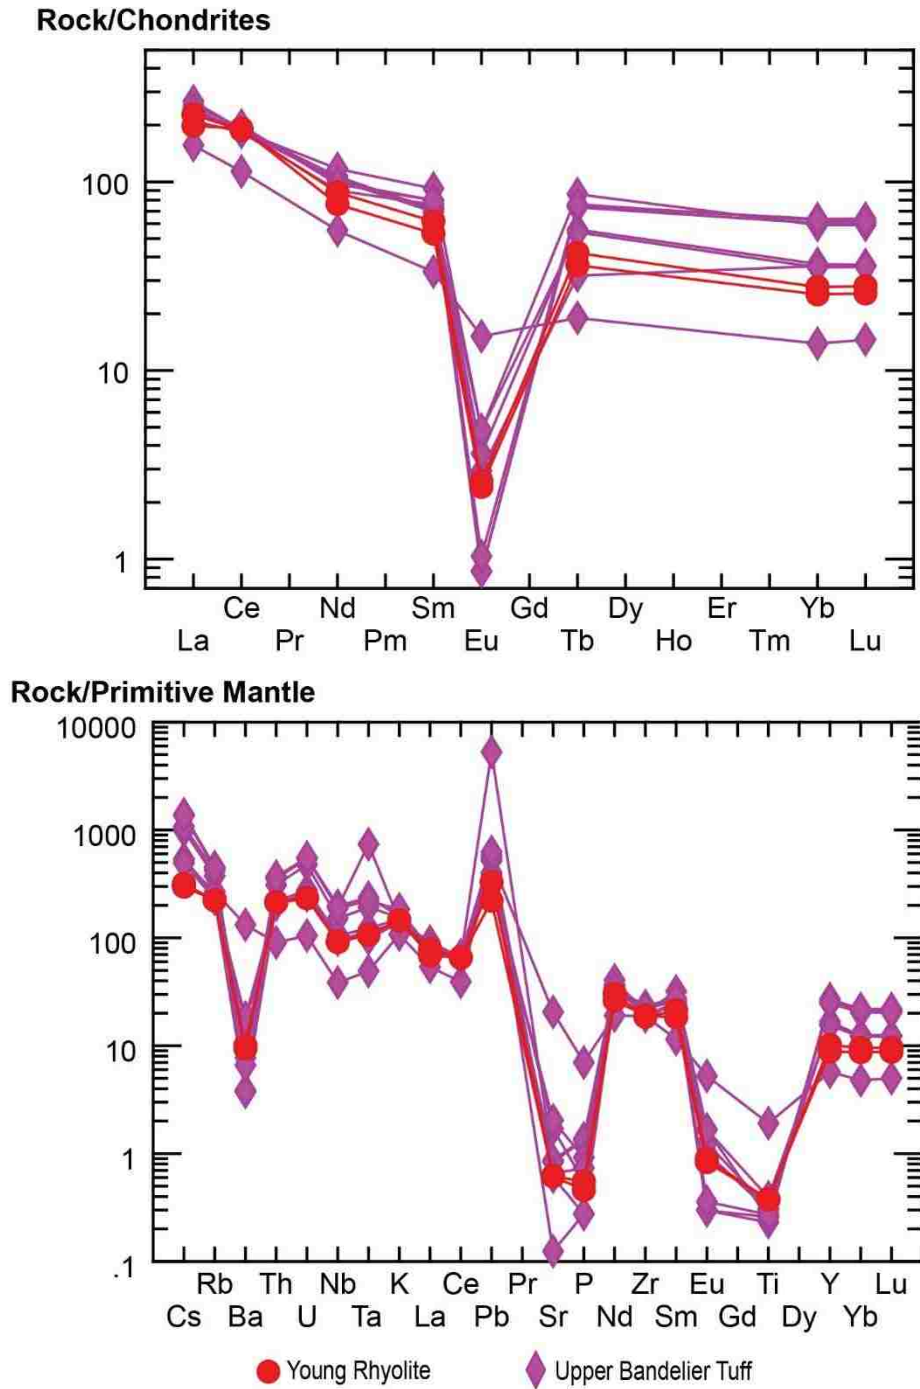 Rock/Chondrites
100
10
1
Ce Nd Sm Gd Dy Er Yb
La Pr Pm Eu Tb Ho Tm Lu
Rock/Primitive Mantle
10000
1000
100
10
1
.1
Rb Th Nb K Ce Pr P Zr Eu Ti Y Lu
Cs Ba U Ta La Pb Sr Nd Sm Gd Dy Yb
Young Rhyolite Upper Bandelier Tuff